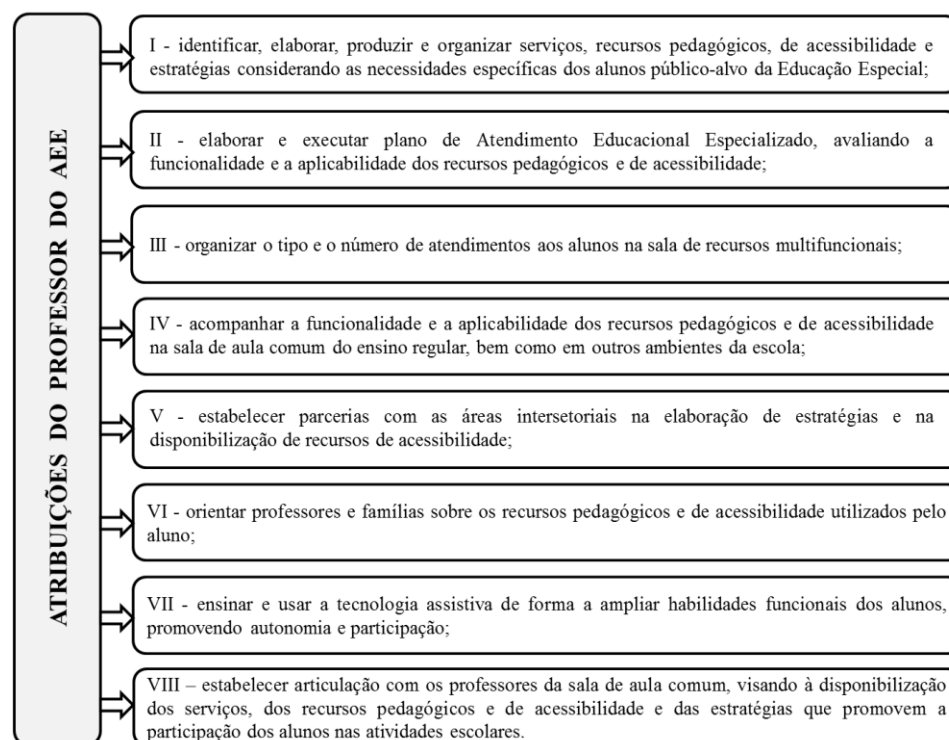 ATRIBUIÇÕES DO PROFESSOR DO AEE
I - identificar, elaborar, produzir e organizar serviços, recursos pedagógicos, de acessibilidade e
estratégias considerando as necessidades específicas dos alunos público-alvo da Educação Especial;
II - elaborar e executar plano de Atendimento Educacional Especializado, avaliando a
funcionalidade e a aplicabilidade dos recursos pedagógicos e de acessibilidade;
III - organizar o tipo e o número de atendimentos aos alunos na sala de recursos multifuncionais;
IV - acompanhar a funcionalidade e a aplicabilidade dos recursos pedagógicos e de acessibilidade
na sala de aula comum do ensino regular, bem como em outros ambientes da escola;
V - estabelecer parcerias com as áreas intersetoriais na elaboração de estratégias e na
disponibilização de recursos de acessibilidade;
VI - orientar professores e famílias sobre os recursos pedagógicos e de acessibilidade utilizados pelo
aluno;
VII - ensinar e usar a tecnologia assistiva de forma a ampliar habilidades funcionais dos alunos,
promovendo autonomia e participação;
VIII – estabelecer articulação com os professores da sala de aula comum, visando à disponibilização
dos serviços, dos recursos pedagógicos e de acessibilidade e das estratégias que promovem a
participação dos alunos nas atividades escolares.